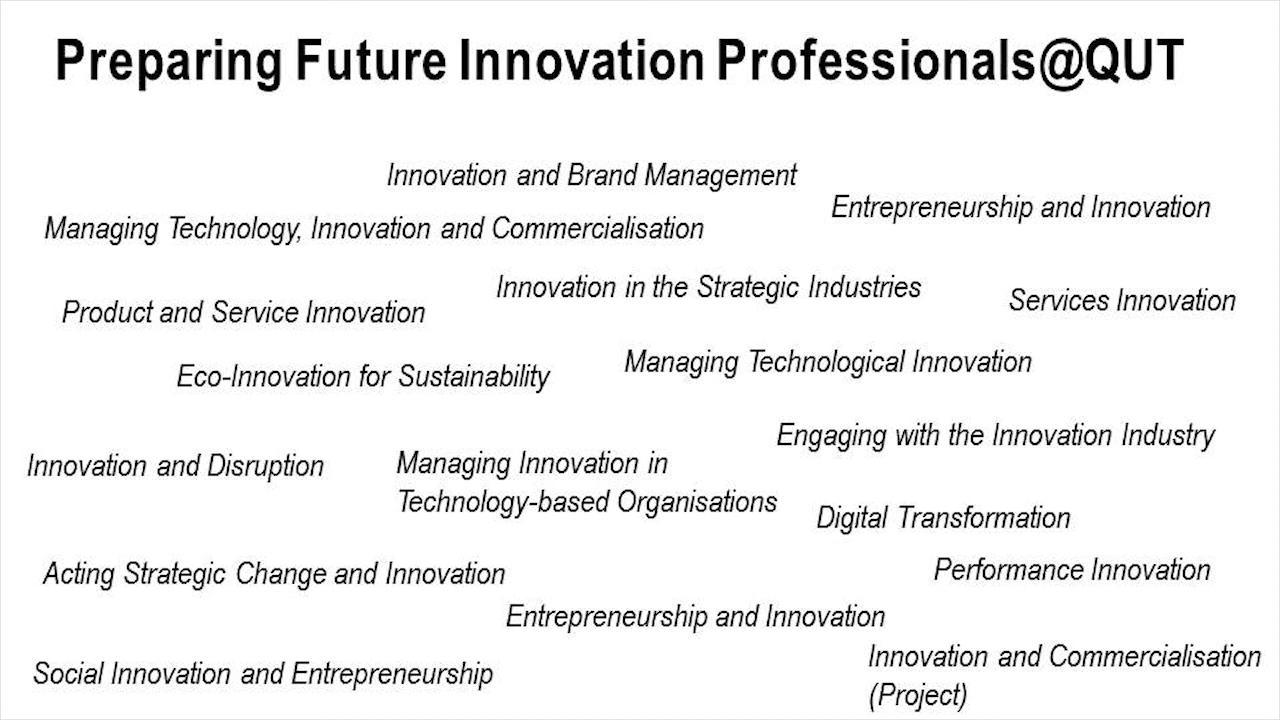 Preparing Future Innovation Professionals@QUT
Innovation and Brand Management
Entrepreneurship and Innovation
Managing Technology, Innovation and Commercialisation
Innovation in the Strategic Industries
Services Innovation
Product and Service Innovation
Managing Technological Innovation
Eco-Innovation for Sustainability
Engaging with the Innovation Industry
Innovation and Disruption
Managing Innovation in
Technology-based Organisations
Digital Transformation
Acting Strategic Change and Innovation
Performance Innovation
Entrepreneurship and Innovation
Social Innovation and Entrepreneurship
Innovation and Commercialisation
(Project)